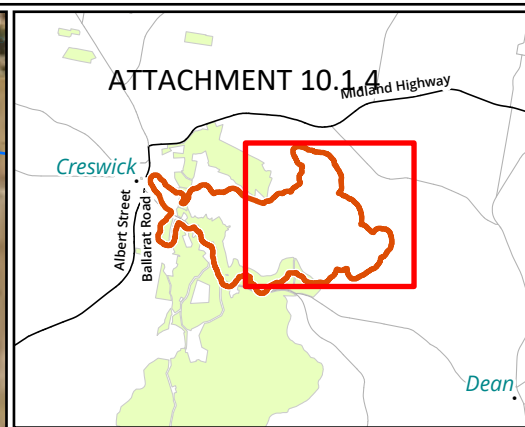 ATTACHMENT 10.1.4
Midland Highway
Creswick
Albert Street
Ballarat Road
Dean